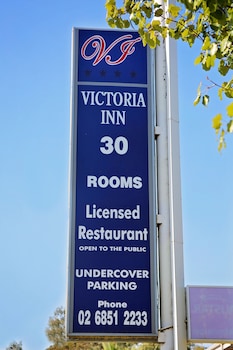 VI
VICTORIA
INN
30
ROOMS
Licensed
Restaurant
OPEN TO THE PUBLIC
UNDERCOVER
PARKING
Phone
02 6851 2233